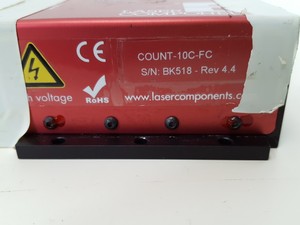 CE
COUNT-10C-FC
S/N: BK518 - Rev 4.4
voltage
RoHS
www.lasercomponents.c